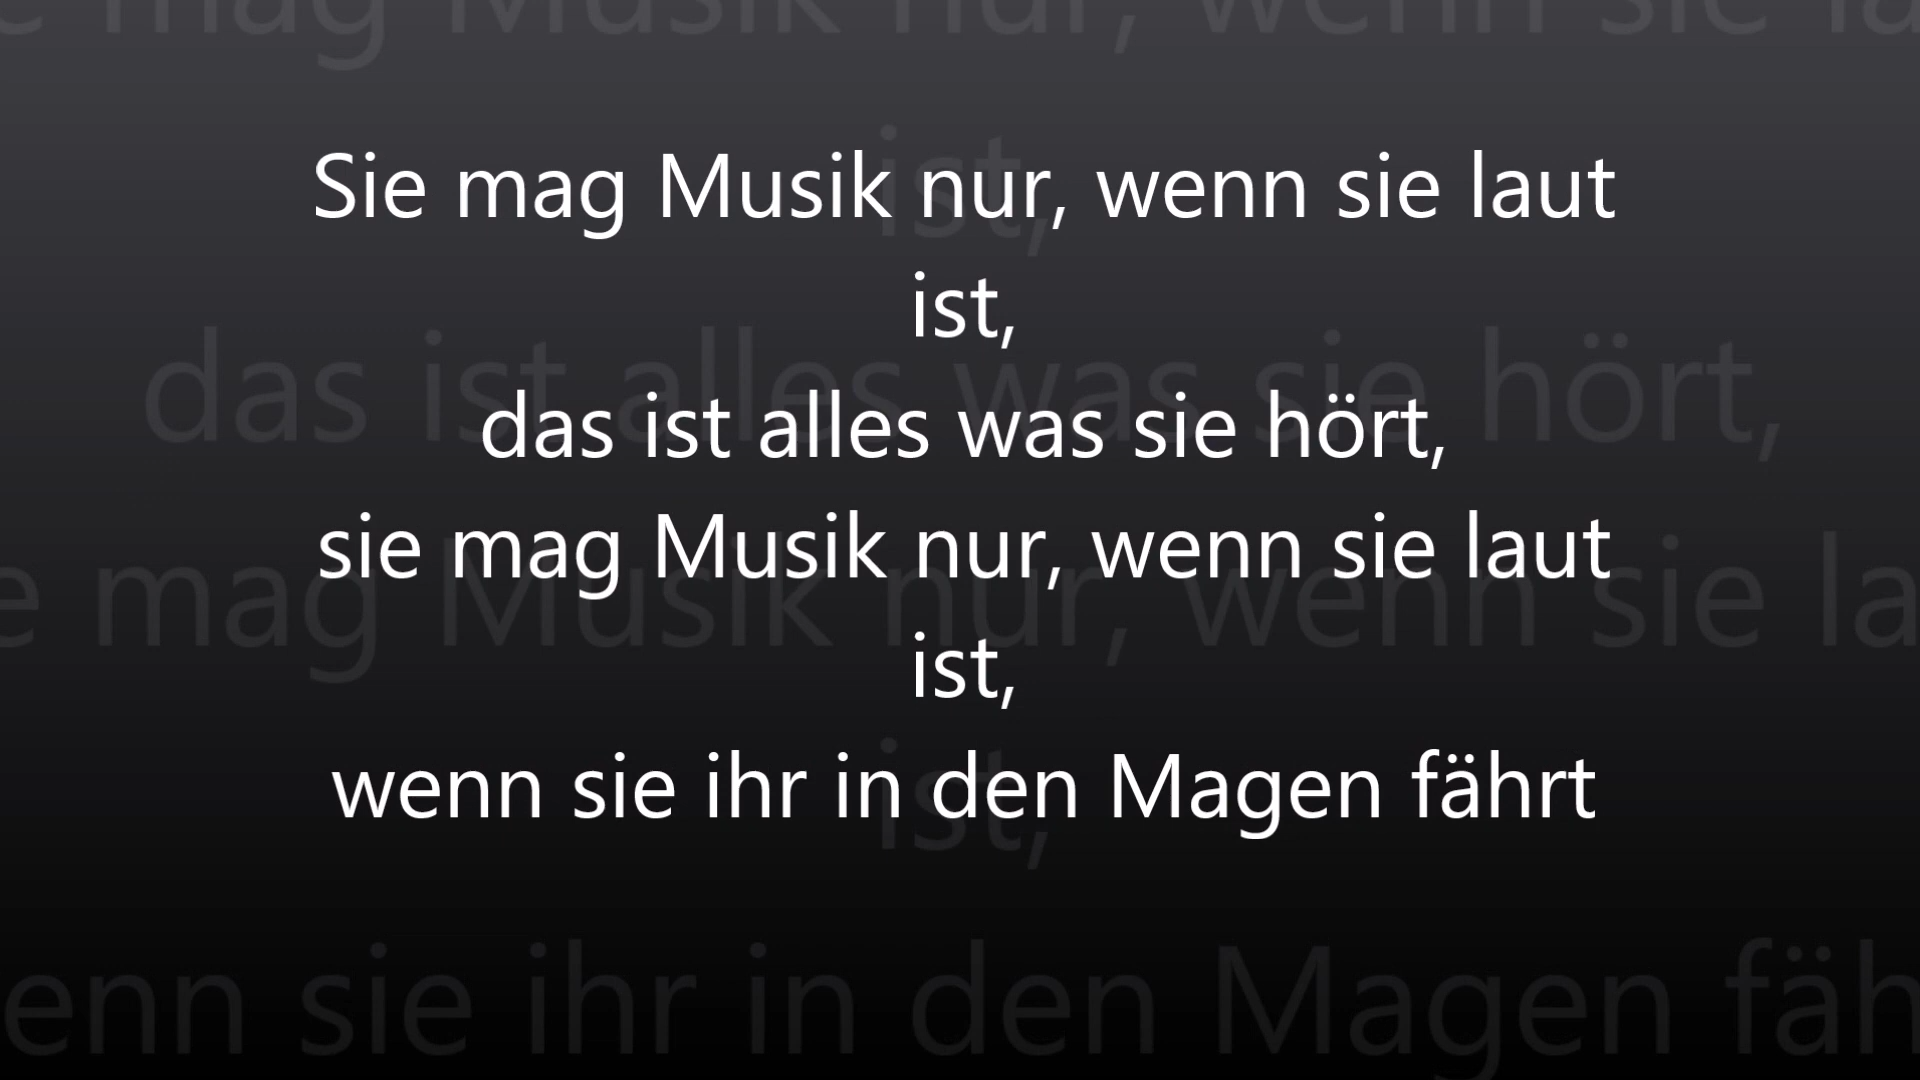 Sie mag Musik nur, wenn sie laut
ist,
das ist alles was sie hört,
sie mag Musik nur, wenn sie laut
ist,
wenn sie ihr in den Magen fährt